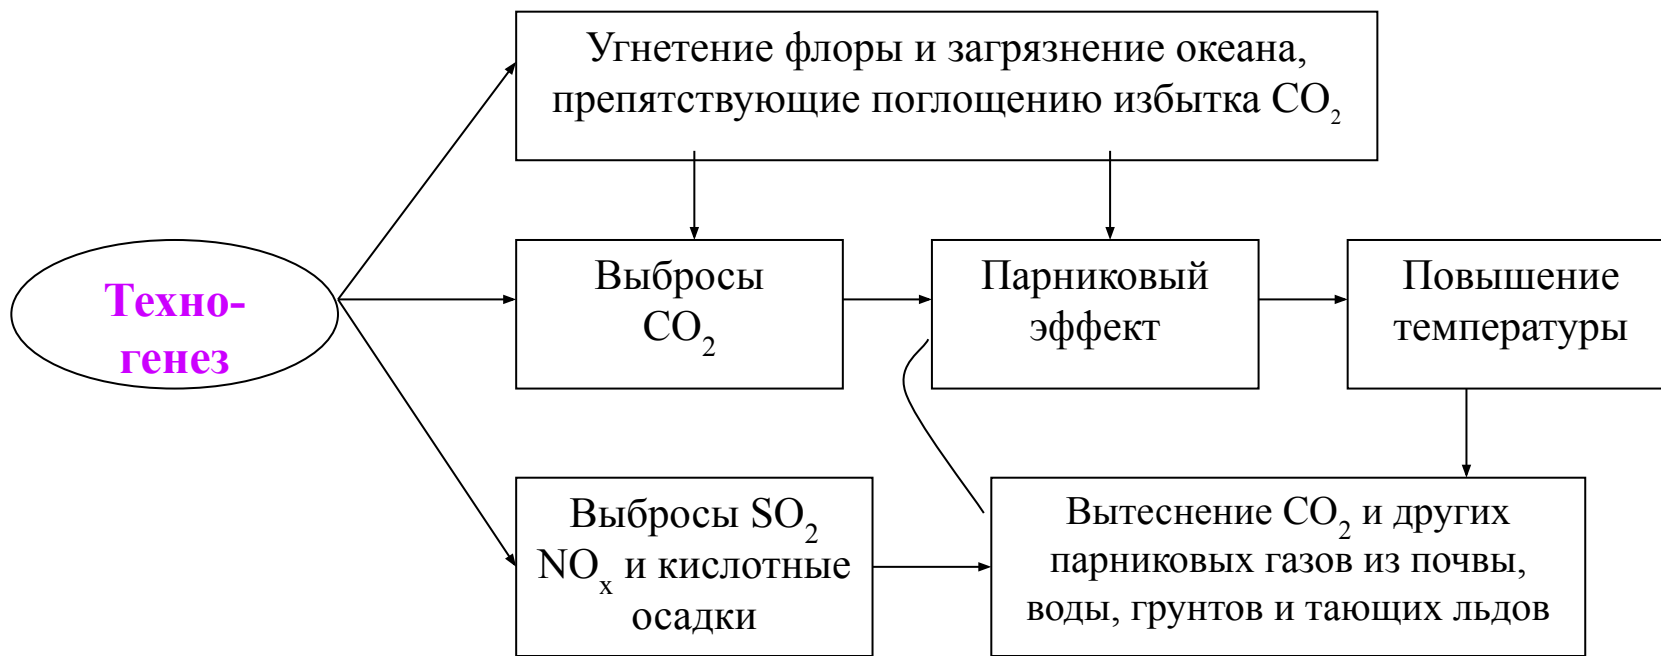 Угнетение флоры и загрязнение океана,
препятствующие поглощению избытка CO₂
Техно-
генез
Выбросы
CO₂
Парниковый
эффект
Повышение
температуры
Выбросы SO₂
NOₓ и кислотные
осадки
Вытеснение CO₂ и других
парниковых газов из почвы,
воды, грунтов и тающих льдов